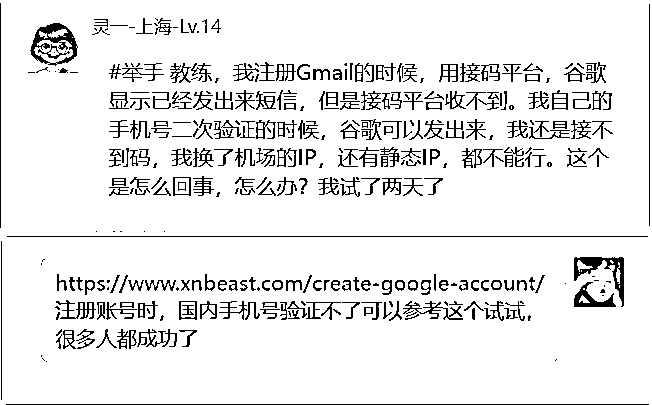 灵一-上海-Lv.14
#举手 教练，我注册Gmail的时候，用接码平台，谷歌
显示已经发出来短信，但是接码平台收不到。我自己的
手机号二次验证的时候，谷歌可以发出来，我还是接不
到码，我换了机场的IP，还有静态IP，都不能行。这个
是怎么回事，怎么办？我试了两天了
https://www.xnbeast.com/create-google-account/
注册账号时，国内手机号验证不了可以参考这个试试，
很多人都成功了